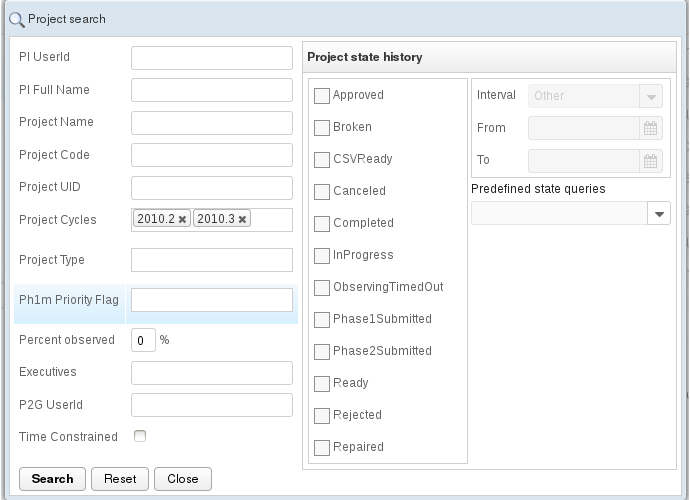 Project search
PI UserId
PI Full Name
Project Name
Project Code
Project UID
Project Cycles 2010.2 2010.3
Project Type
Ph1m Priority Flag
Percent observed 0 %
Executives
P2G UserId
Time Constrained
Search Reset Close
Project state history
Approved
Broken
CSVReady
Canceled
Completed
InProgress
ObservingTimedOut
Phase1Submitted
Phase2Submitted
Ready
Rejected
Repaired
Interval Other
From
To
Predefined state queries